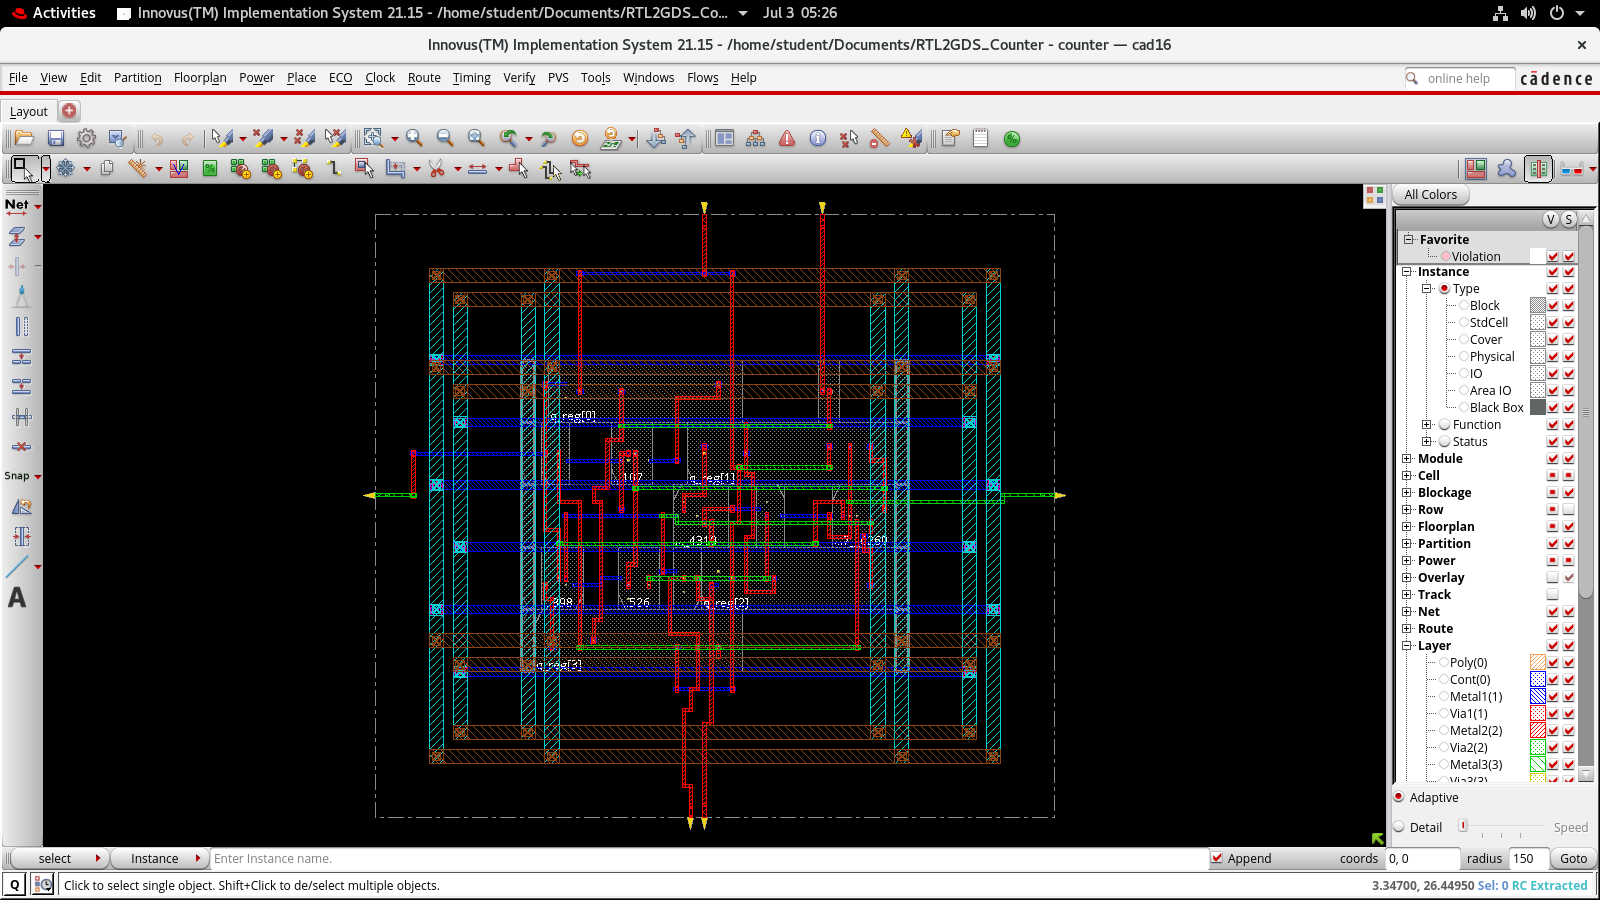 Activities Innovus(TM) Implementation System 21.15 - /home/student/Documents/RTL2GDS_Co... Jul 3 05:26
Innovus(TM) Implementation System 21.15 - /home/student/Documents/RTL2GDS_Counter - counter — cad16
File View Edit Partition Floorplan Power Place ECO Clock Route Timing Verify PVS Tools Windows Flows Help
online help
cādence
Layout
All Colors
Net
Snap
V S
Favorite
Violation
Instance
Type
Block
StdCell
Cover
Physical
IO
Area IO
Black Box
Function
Status
Module
Cell
Blockage
Row
Floorplan
Partition
Power
Overlay
Track
Net
Route
Layer
Poly(0)
Cont(0)
Metal1(1)
Via1(1)
Metal2(2)
Via2(2)
Metal3(3)
Via3(3)
Adaptive
Detail
Speed
q_reg[0]
107
q_reg[1]
4319
4260
398
526
q_reg[2]
q_reg[3]
select Instance Enter Instance name. Append coords 0, 0 radius 150 Goto
Q Click to select single object. Shift+Click to de/select multiple objects. 3.34700, 26.44950 Sel: 0 RC Extracted